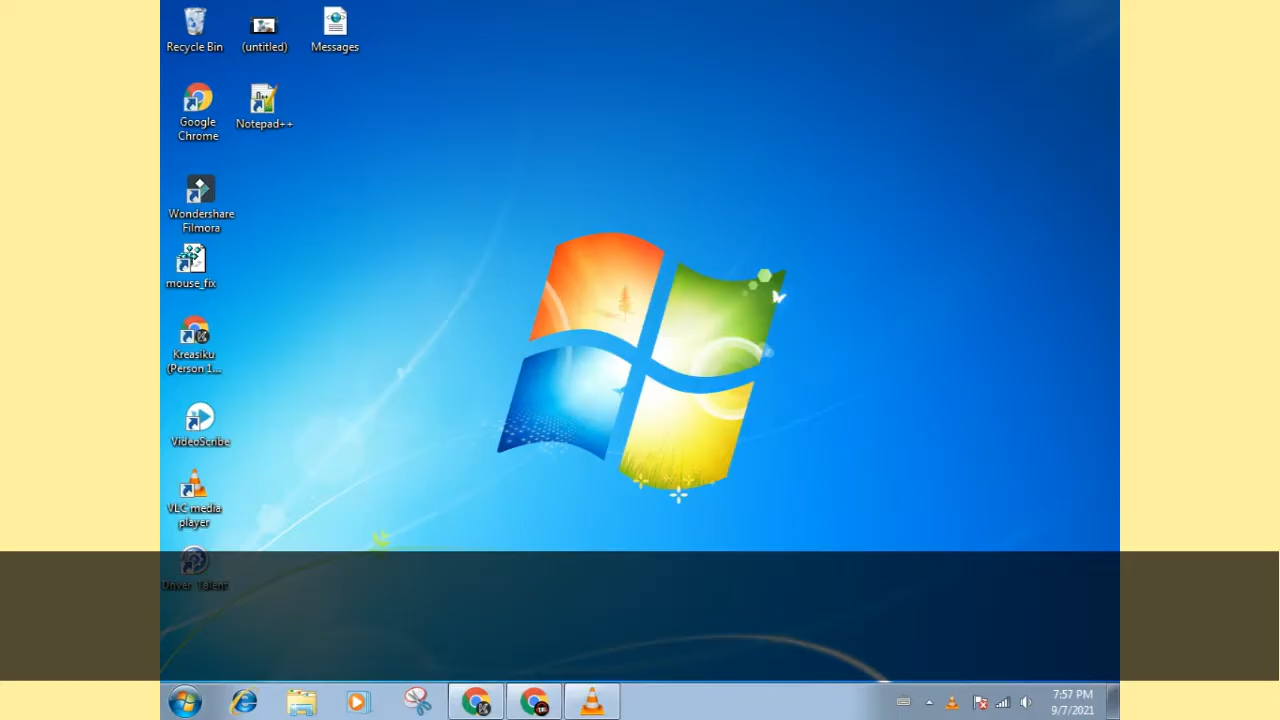 Recycle Bin
(untitled)
Messages
Google
Chrome
Notepad++
Wondershare
Filmora
mouse_fix
Kreasiku
(Person 1...
VideoScribe
VLC media
player
Driver Talent
7:57 PM
9/7/2021